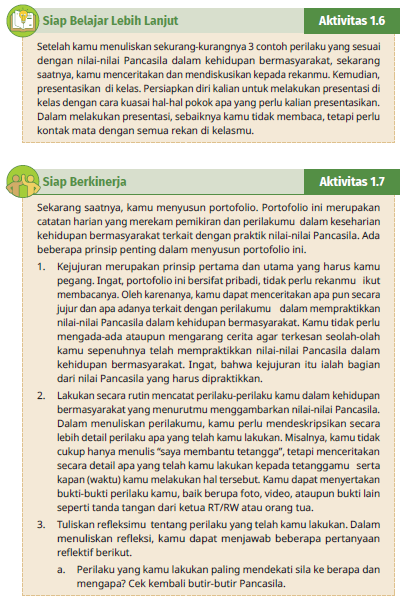 Siap Belajar Lebih Lanjut
Aktivitas 1.6
Setelah kamu menuliskan sekurang-kurangnya 3 contoh perilaku yang sesuai
dengan nilai-nilai Pancasila dalam kehidupan bermasyarakat, sekarang
saatnya, kamu menceritakan dan mendiskusikan kepada rekanmu. Kemudian,
presentasikan di kelas. Persiapkan diri kalian untuk melakukan presentasi di
kelas dengan cara kuasai hal-hal pokok apa yang perlu kalian presentasikan.
Dalam melakukan presentasi, sebaiknya kamu tidak membaca, tetapi perlu
kontak mata dengan semua rekan di kelasmu.
Siap Berkinerja
Aktivitas 1.7
Sekarang saatnya, kamu menyusun portofolio. Portofolio ini merupakan
catatan harian yang merekam pemikiran dan perilakumu dalam keseharian
kehidupan bermasyarakat terkait dengan praktik nilai-nilai Pancasila. Ada
beberapa prinsip penting dalam menyusun portofolio ini.
1. Kejujuran merupakan prinsip pertama dan utama yang harus kamu
pegang. Ingat, portofolio ini bersifat pribadi, tidak perlu rekanmu ikut
membacanya. Oleh karenanya, kamu dapat menceritakan apa pun secara
jujur dan apa adanya terkait dengan perilakumu dalam mempraktikkan
nilai-nilai Pancasila dalam kehidupan bermasyarakat. Kamu tidak perlu
mengada-ada ataupun mengarang cerita agar terkesan seolah-olah
kamu sepenuhnya telah mempraktikkan nilai-nilai Pancasila dalam
kehidupan bermasyarakat. Ingat, bahwa kejujuran itu ialah bagian
dari nilai Pancasila yang harus dipraktikkan.
2. Lakukan secara rutin mencatat perilaku-perilaku kamu dalam kehidupan
bermasyarakat yang menurutmu menggambarkan nilai-nilai Pancasila.
Dalam menuliskan perilakumu, kamu perlu mendeskripsikan secara
lebih detail perilaku apa yang telah kamu lakukan. Misalnya, kamu tidak
cukup hanya menulis “saya membantu tetangga”, tetapi menceritakan
secara detail apa yang telah kamu lakukan kepada tetanggamu serta
kapan (waktu) kamu melakukan hal tersebut. Kamu dapat menyertakan
bukti-bukti perilaku kamu, baik berupa foto, video, ataupun bukti lain
seperti tanda tangan dari ketua RT/RW atau orang tua.
3. Tuliskan refleksimu tentang perilaku yang telah kamu lakukan. Dalam
menuliskan refleksi, kamu dapat menjawab beberapa pertanyaan
reflektif berikut.
a. Perilaku yang kamu lakukan paling mendekati sila ke berapa dan
mengapa? Cek kembali butir-butir Pancasila.